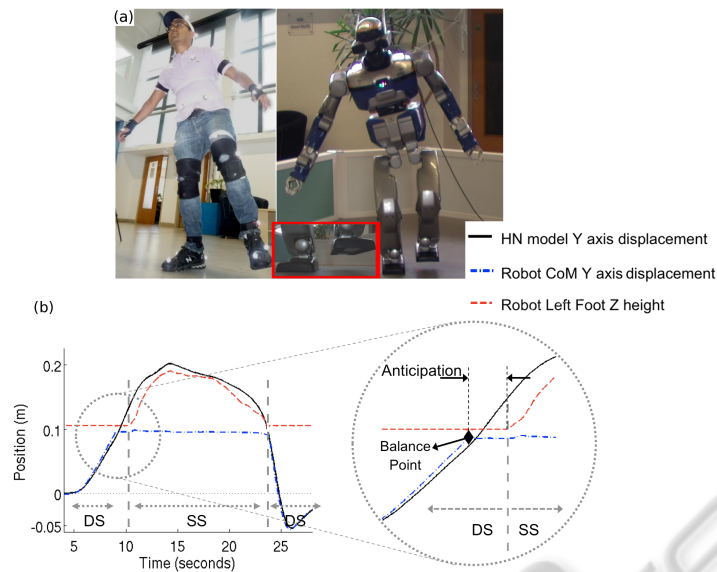 (a)
HN model Y axis displacement
Robot CoM Y axis displacement
Robot Left Foot Z height
(b)
Position (m)
0.2
0.1
0
-0.05
DS
SS
DS
4 5
10
15
20
25
Time (seconds)
Anticipation
Balance
Point
DS
SS